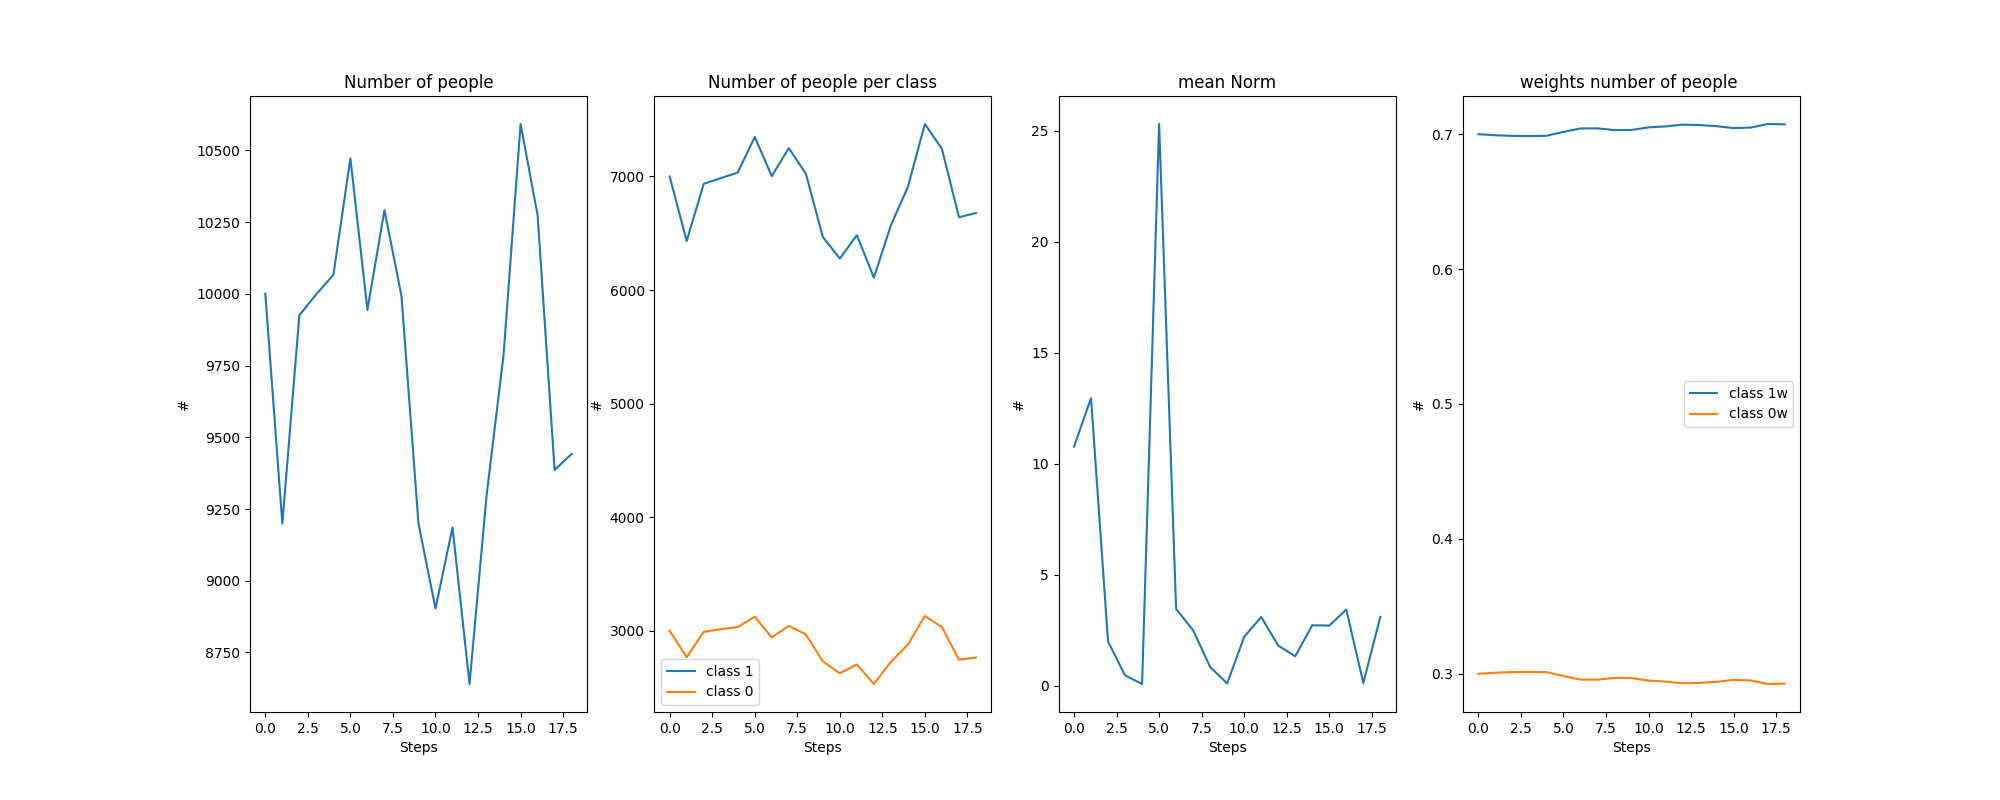 Number of people
10500
10250
10000
9750
9500
9250
9000
8750
#
0.0 2.5 5.0 7.5 10.0 12.5 15.0 17.5
Steps
Number of people per class
7000
6000
5000
4000
3000
#
class 1
class 0
0.0 2.5 5.0 7.5 10.0 12.5 15.0 17.5
Steps
mean Norm
25
20
15
10
5
0
#
0.0 2.5 5.0 7.5 10.0 12.5 15.0 17.5
Steps
weights number of people
0.7
0.6
0.5
0.4
0.3
#
class 1w
class 0w
0.0 2.5 5.0 7.5 10.0 12.5 15.0 17.5
Steps